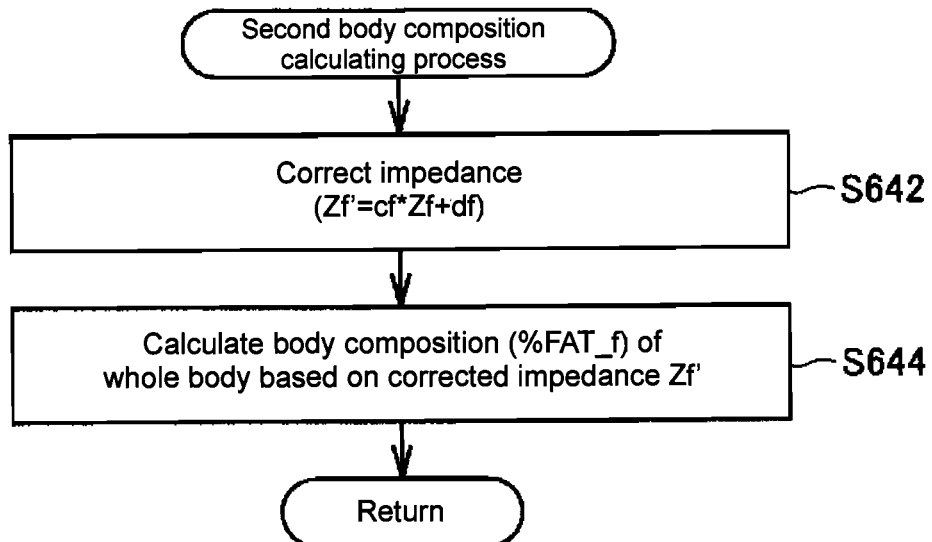 Second body composition
calculating process
Correct impedance
(Zf'=cf*Zf+df)
S642
Calculate body composition (%FAT_f) of
whole body based on corrected impedance Zf'
S644
Return